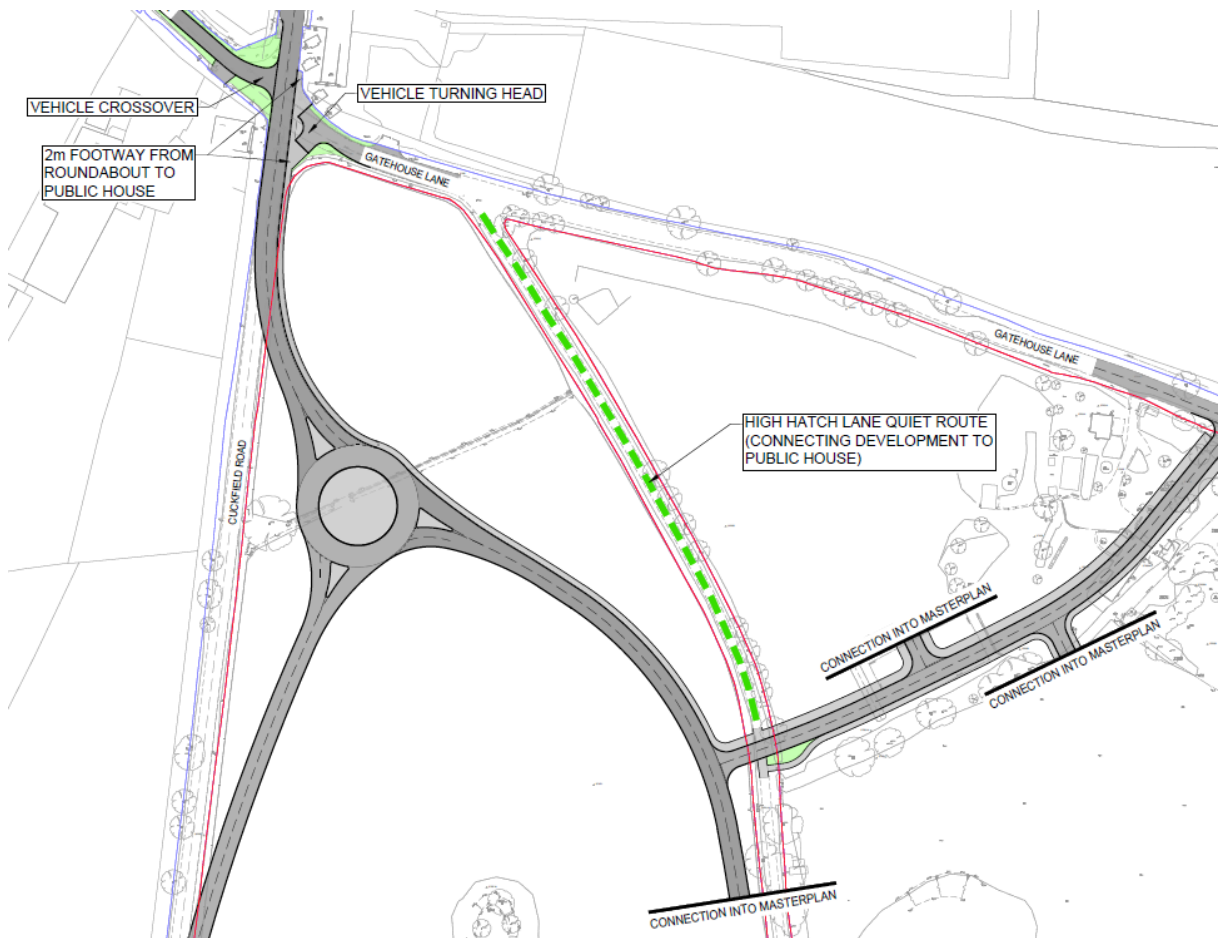 VEHICLE CROSSOVER
VEHICLE TURNING HEAD
2m FOOTWAY FROM
ROUNDABOUT TO
PUBLIC HOUSE
GATEHOUSE LANE
GATEHOUSE LANE
HIGH HATCH LANE QUIET ROUTE
(CONNECTING DEVELOPMENT TO
PUBLIC HOUSE)
CUCKFIELD ROAD
CONNECTION INTO MASTERPLAN
CONNECTION INTO MASTERPLAN
CONNECTION INTO MASTERPLAN